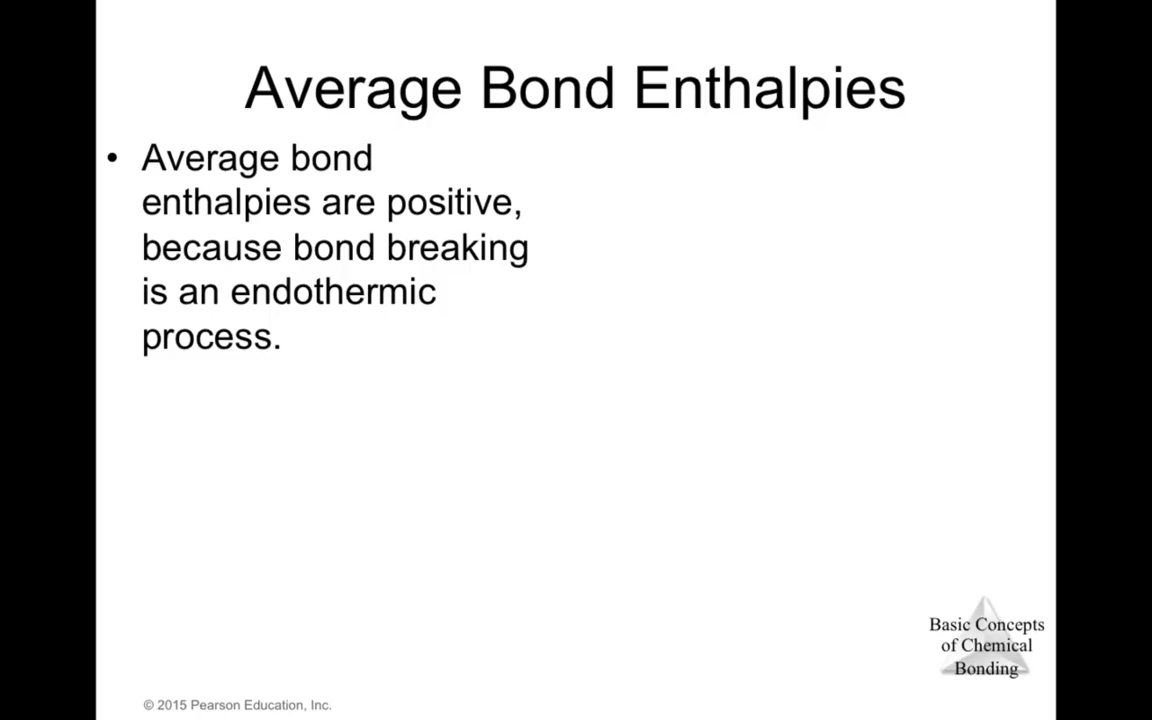 Average Bond Enthalpies
• Average bond
enthalpies are positive,
because bond breaking
is an endothermic
process.
Basic Concepts
of Chemical
Bonding
© 2015 Pearson Education, Inc.